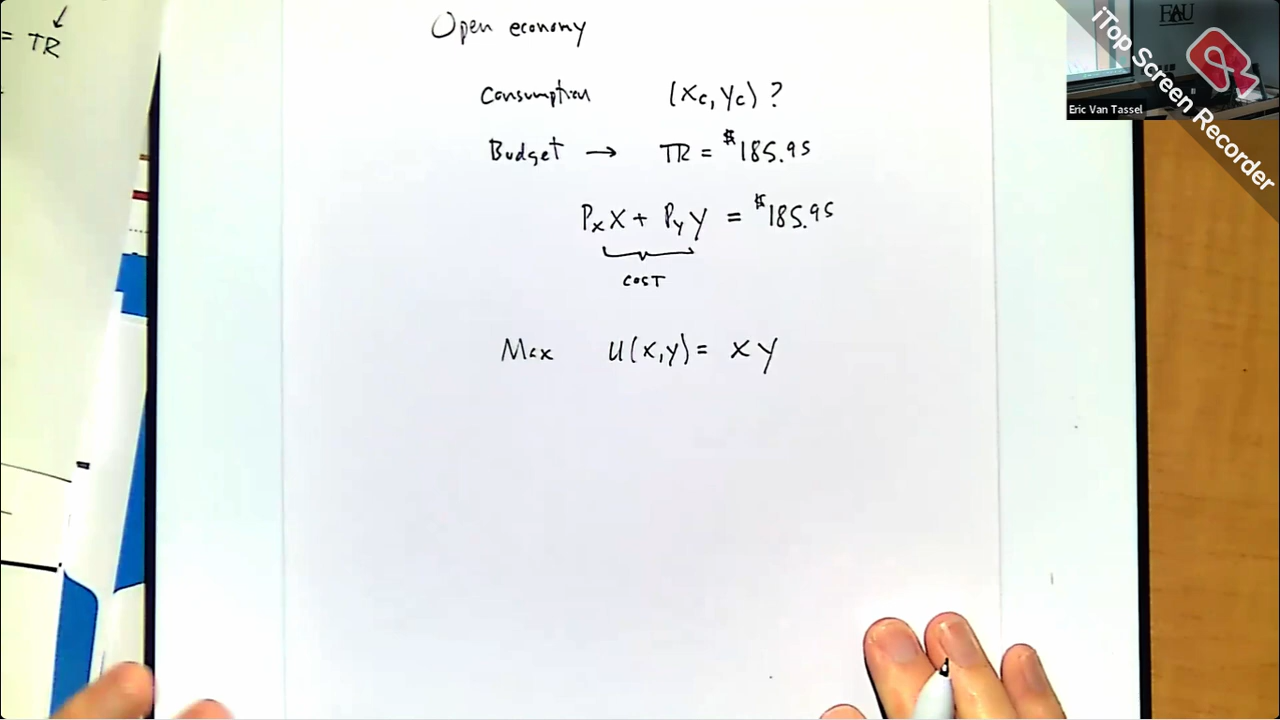 = TR
Open economy
Consumption (Xc, Yc) ?
Budget → TR = $185.95
PxX + PyY = $185.95
COST
Max U(x,y) = xy
FAU
Eric Van Tassel
iTop Screen Recorder